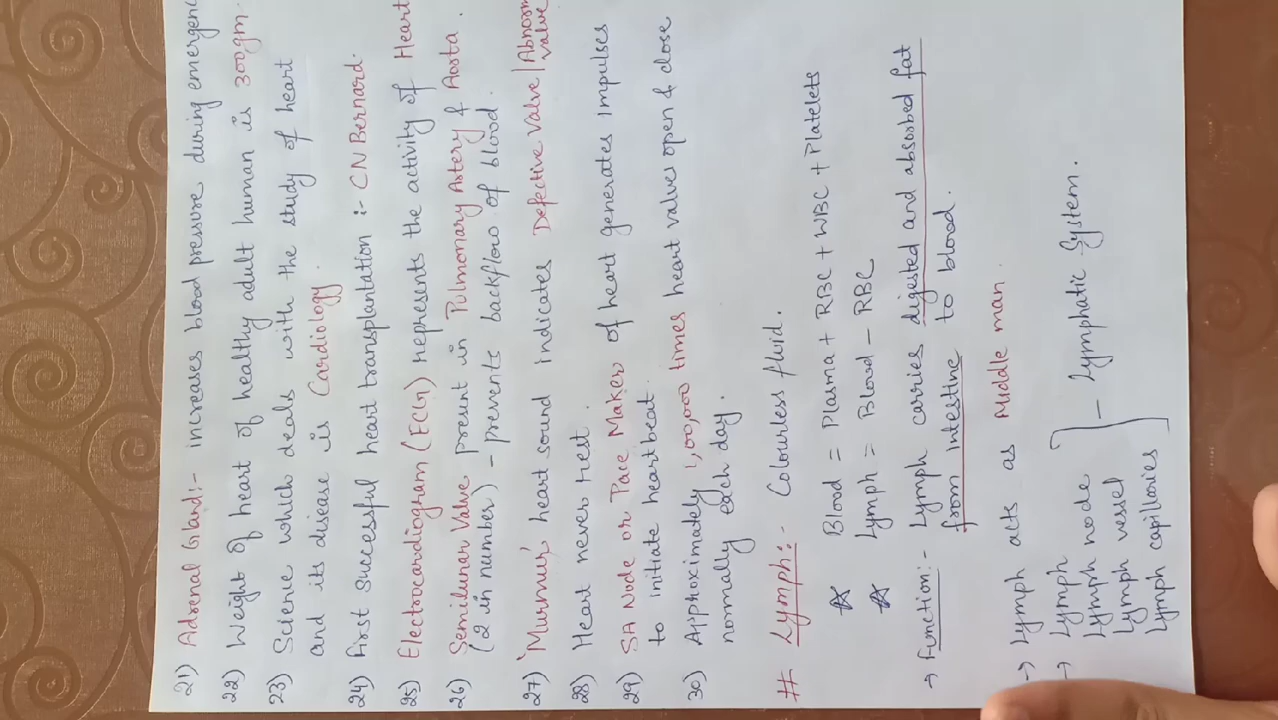 21) Adrenal Gland:- increases blood pressure during emergenc
22) Weight of heart of healthy adult human is 300gm.
23) Science which deals with the study of heart
and its disease is Cardiology.
24) First successful heart transplantation :- CN Bernard.
25) Electrocardiogram (ECG) represents the activity of Heart
26) Semilunar Valve present in Pulmonary Artery & Aorta.
(2 in number) - prevents backflow of blood.
27) 'Murmur' heart sound indicates Defective Valve | Abnorm
valve
28) Heart never rest.
29) SA Node or Pace Maker of heart generates impulses
to initiate heartbeat.
30) Approximately 1,00,000 times heart valves open & close
normally each day.
# Lymph:- Colourless fluid.
☆ Blood = Plasma + RBC + WBC + Platelets
☆ Lymph = Blood - RBC
→ Function:- Lymph carries digested and absorbed fat
from intestine to blood.
→ Lymph acts as Middle man.
→ Lymph
Lymph node
Lymph vessel
Lymph capillaries
} - Lymphatic System.